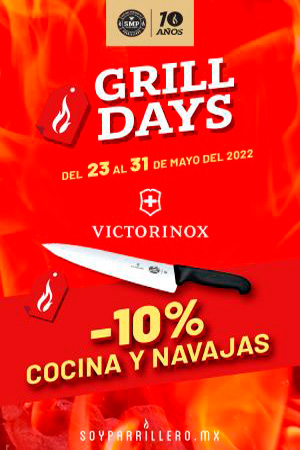 SMP
10 AÑOS
GRILL
DAYS
DEL 23 AL 31 DE MAYO DEL 2022
VICTORINOX
-10%
COCINA Y NAVAJAS
SOYPARRILLERO.MX